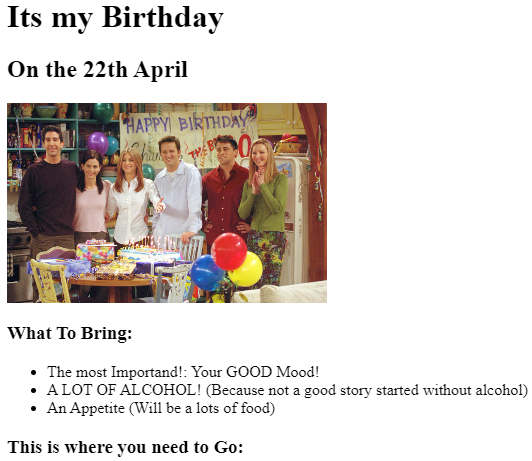 Its my Birthday
On the 22th April
HAPPY BIRTHDAY
Chan
THE B
O
What To Bring:
The most Importand!: Your GOOD Mood!
A LOT OF ALCOHOL! (Because not a good story started without alcohol)
An Appetite (Will be a lots of food)
This is where you need to Go: